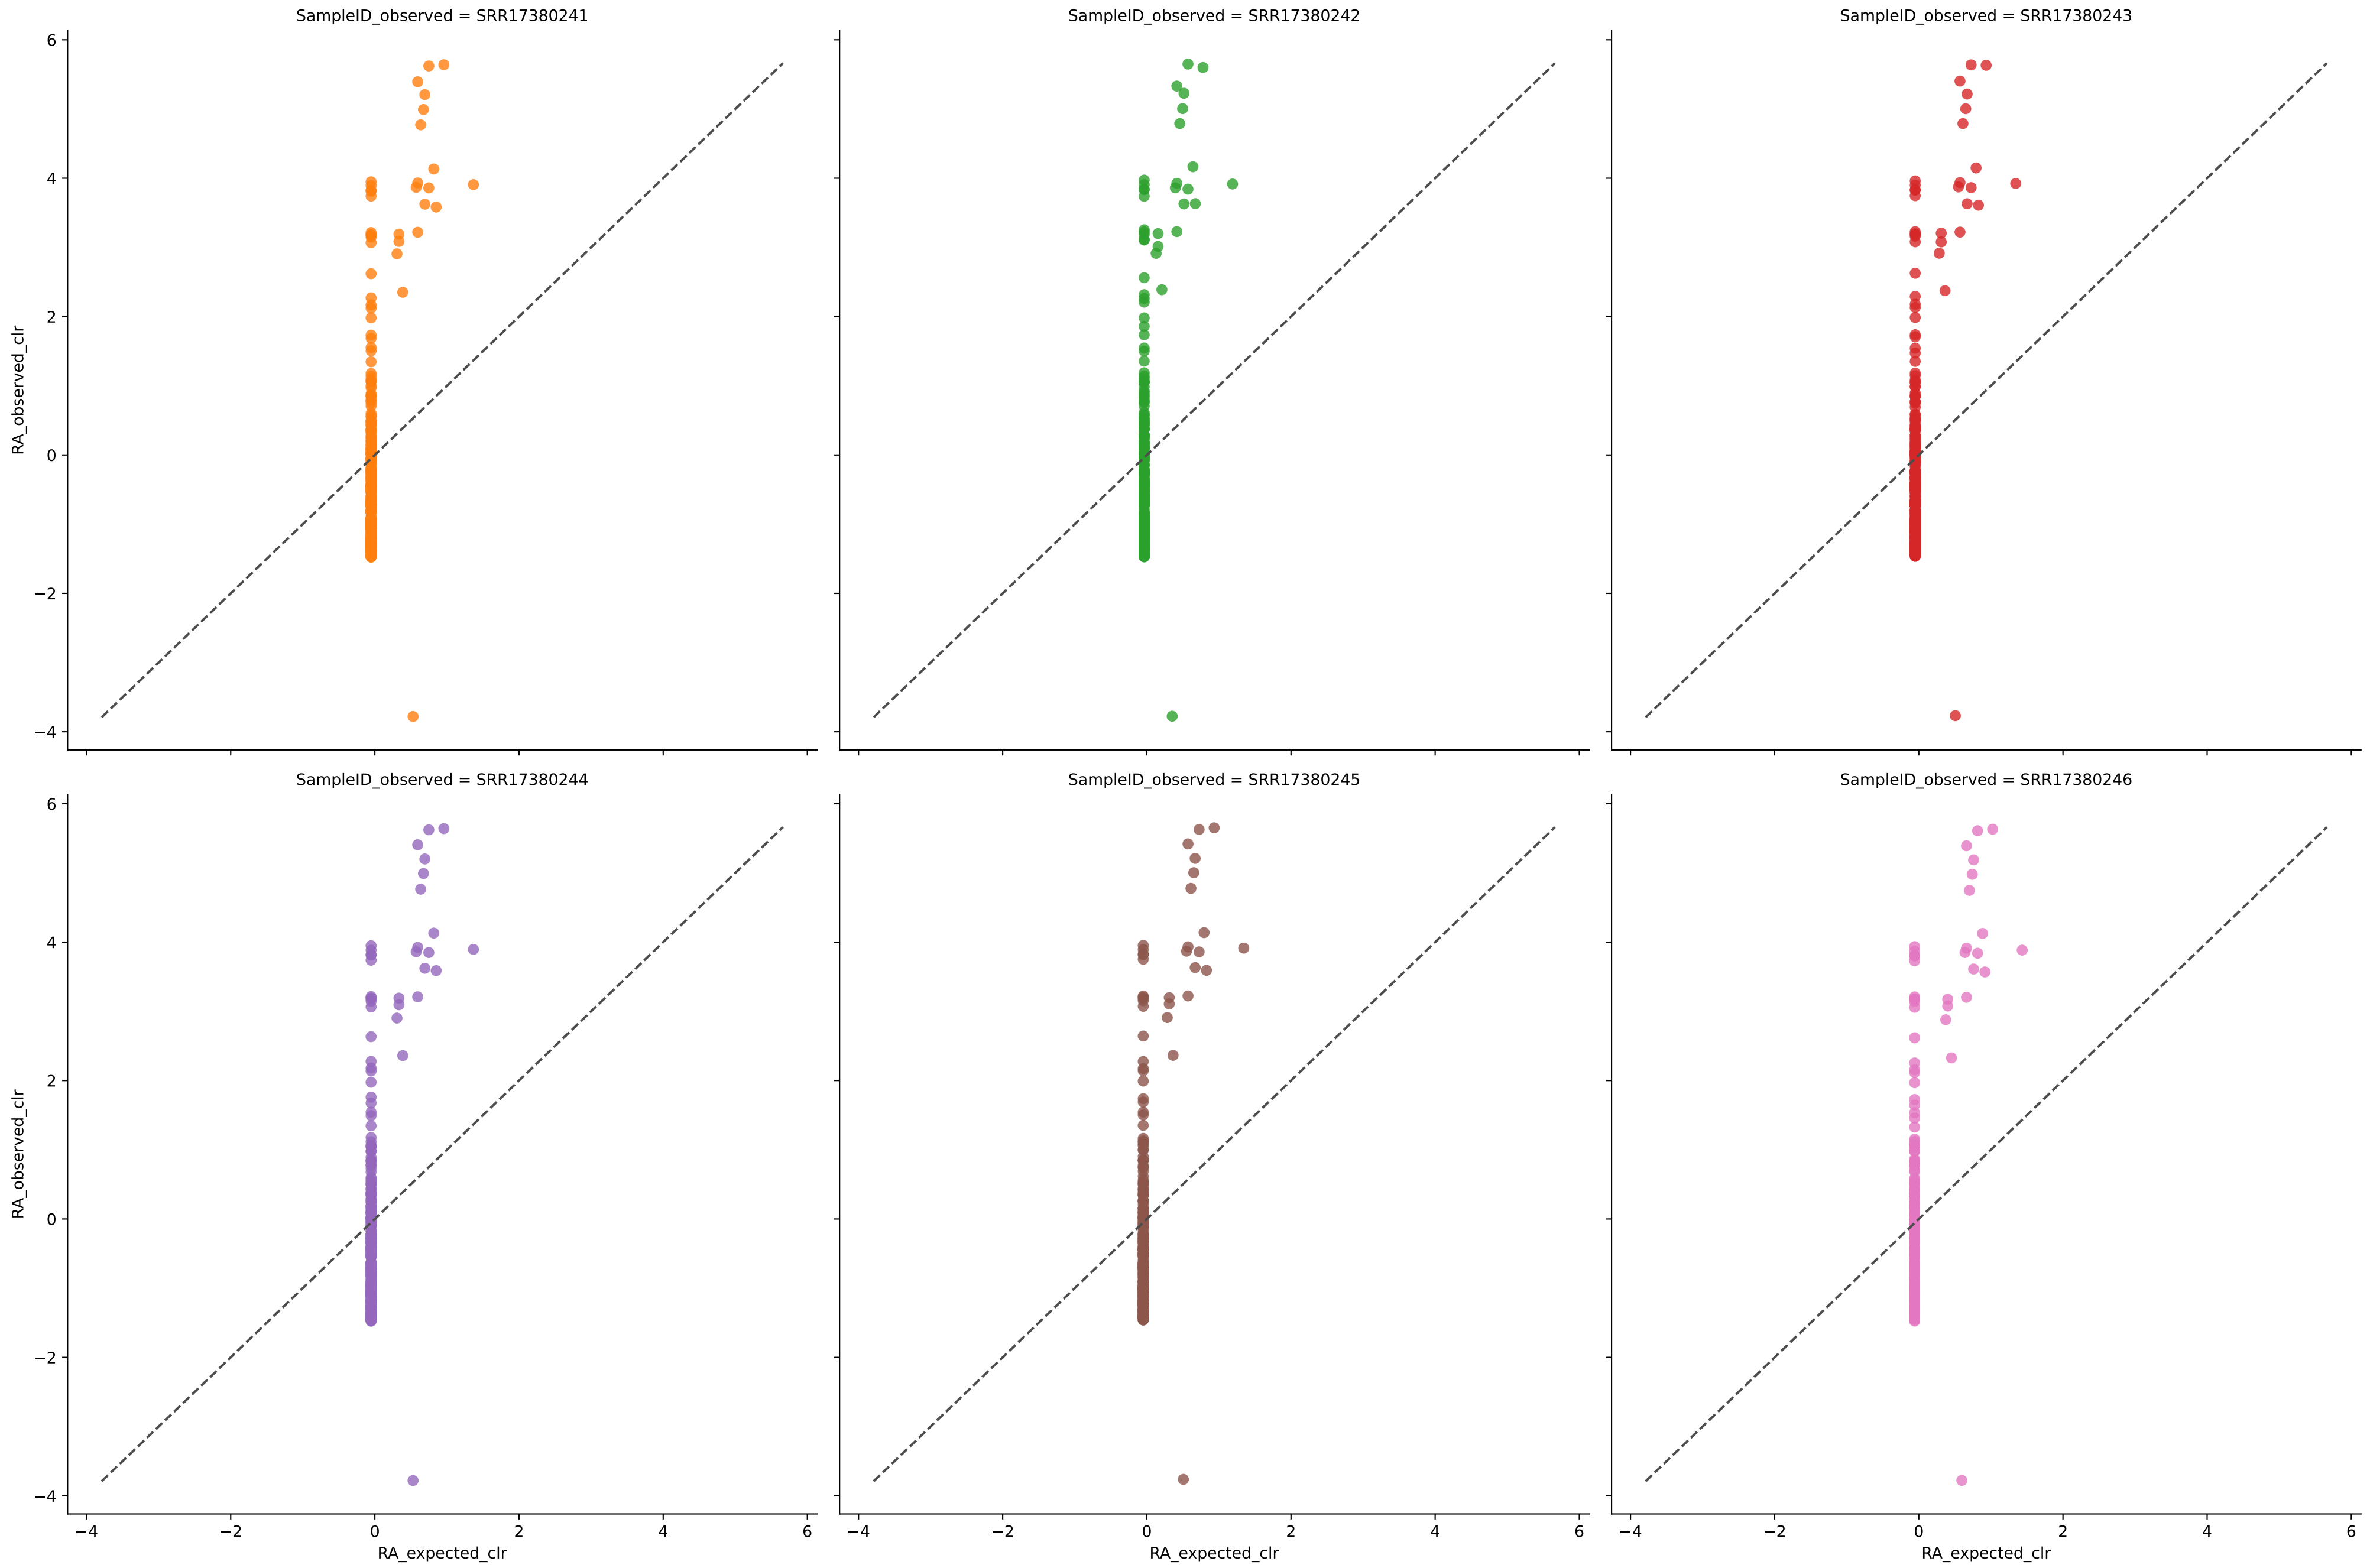 SampleID_observed = SRR17380241
SampleID_observed = SRR17380242
SampleID_observed = SRR17380243
6
4
2
0
−2
−4
RA_observed_clr
SampleID_observed = SRR17380244
SampleID_observed = SRR17380245
SampleID_observed = SRR17380246
6
4
2
0
−2
−4
RA_observed_clr
−4 −2 0 2 4 6
−4 −2 0 2 4 6
−4 −2 0 2 4 6
RA_expected_clr
RA_expected_clr
RA_expected_clr